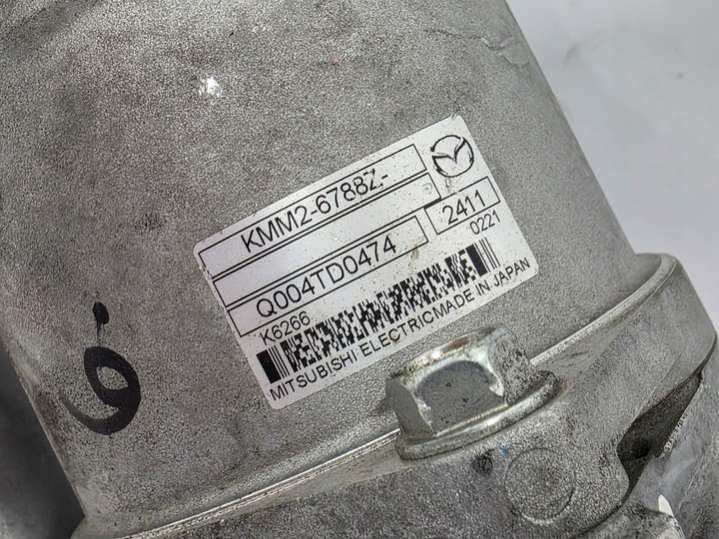 KMM2-6788Z-
Q004TD0474
2411
0221
K6266
MITSUBISHI ELECTRIC MADE IN JAPAN